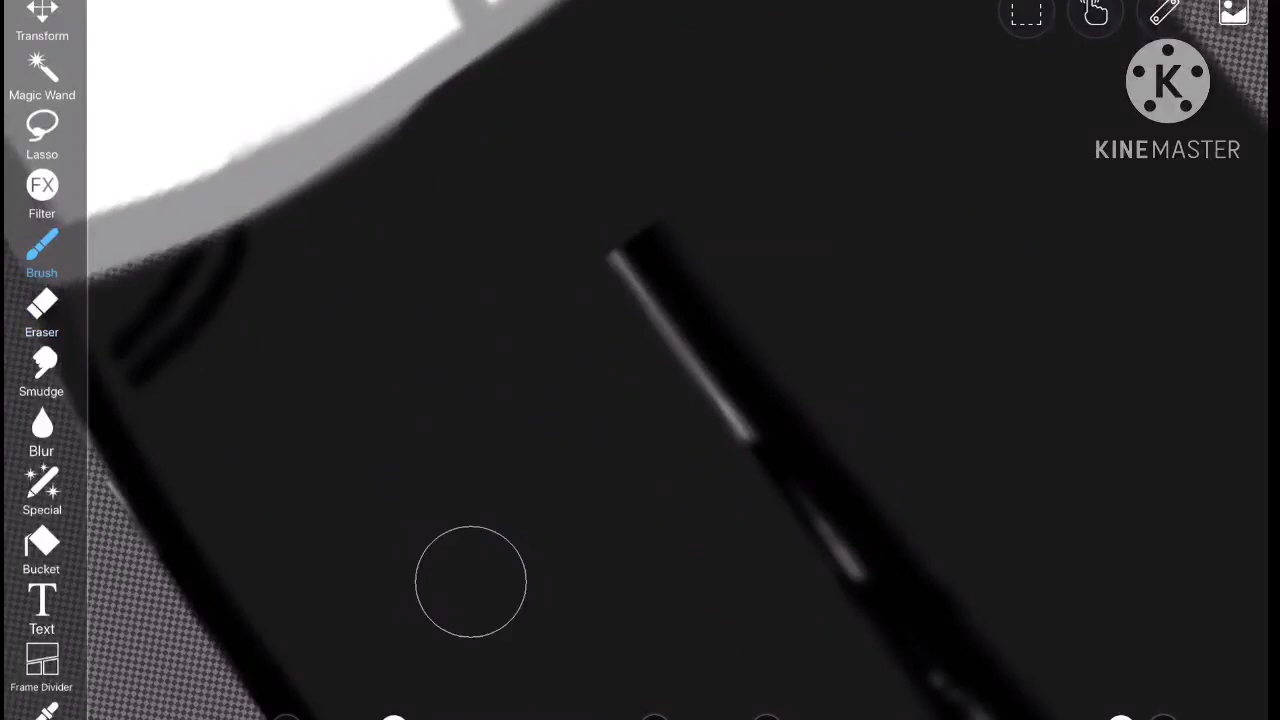 Transform
Magic Wand
Lasso
FX
Filter
Brush
Eraser
Smudge
Blur
Special
Bucket
T
Text
Frame Divider
K
KINEMASTER